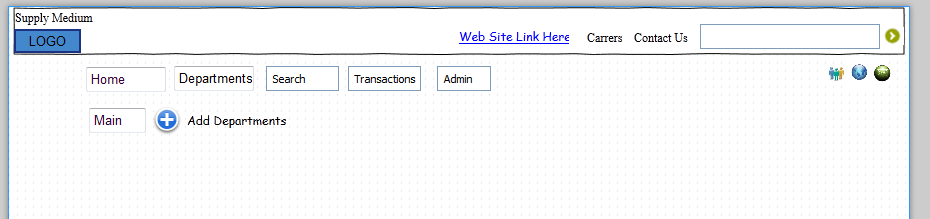 Supply Medium
LOGO
Web Site Link Here
Carrers
Contact Us
Home
Departments
Search
Transactions
Admin
Main
Add Departments